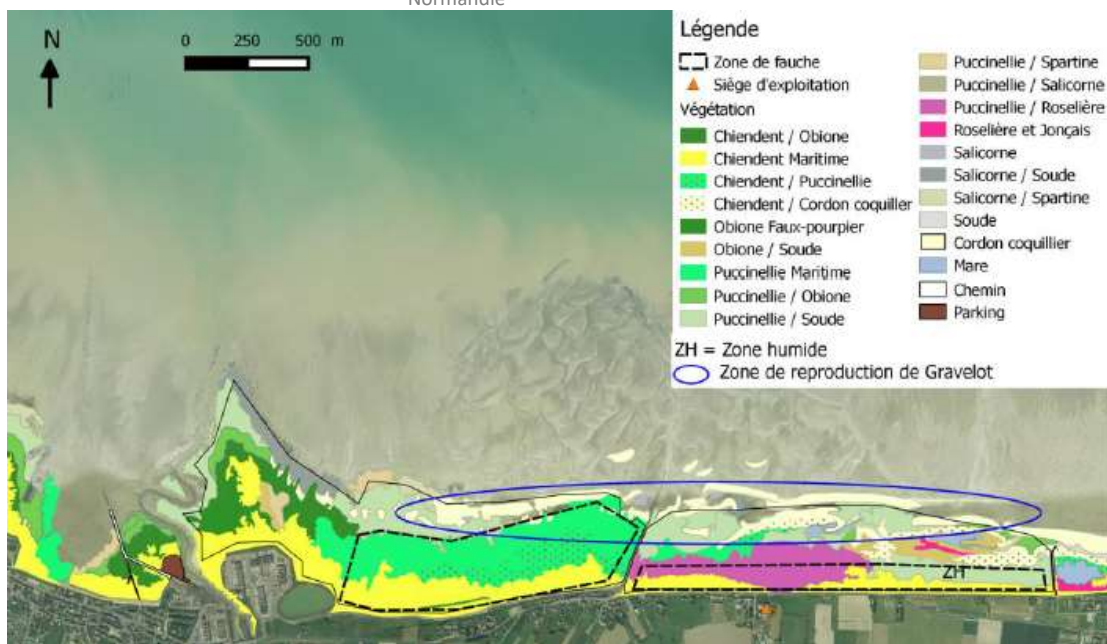 Normandie
N
0 250 500 m
Légende
Zone de fauche
Siège d'exploitation
Végétation
Chiendent / Obione
Chiendent Maritime
Chiendent / Puccinellie
Chiendent / Cordon coquiller
Obione Faux-pourpier
Obione / Soude
Puccinellie Maritime
Puccinellie / Obione
Puccinellie / Soude
Puccinellie / Spartine
Puccinellie / Salicorne
Puccinellie / Roselière
Roselière et Jonçais
Salicorne
Salicorne / Soude
Salicorne / Spartine
Soude
Cordon coquillier
Mare
Chemin
Parking
ZH = Zone humide
Zone de reproduction de Gravelot
ZH